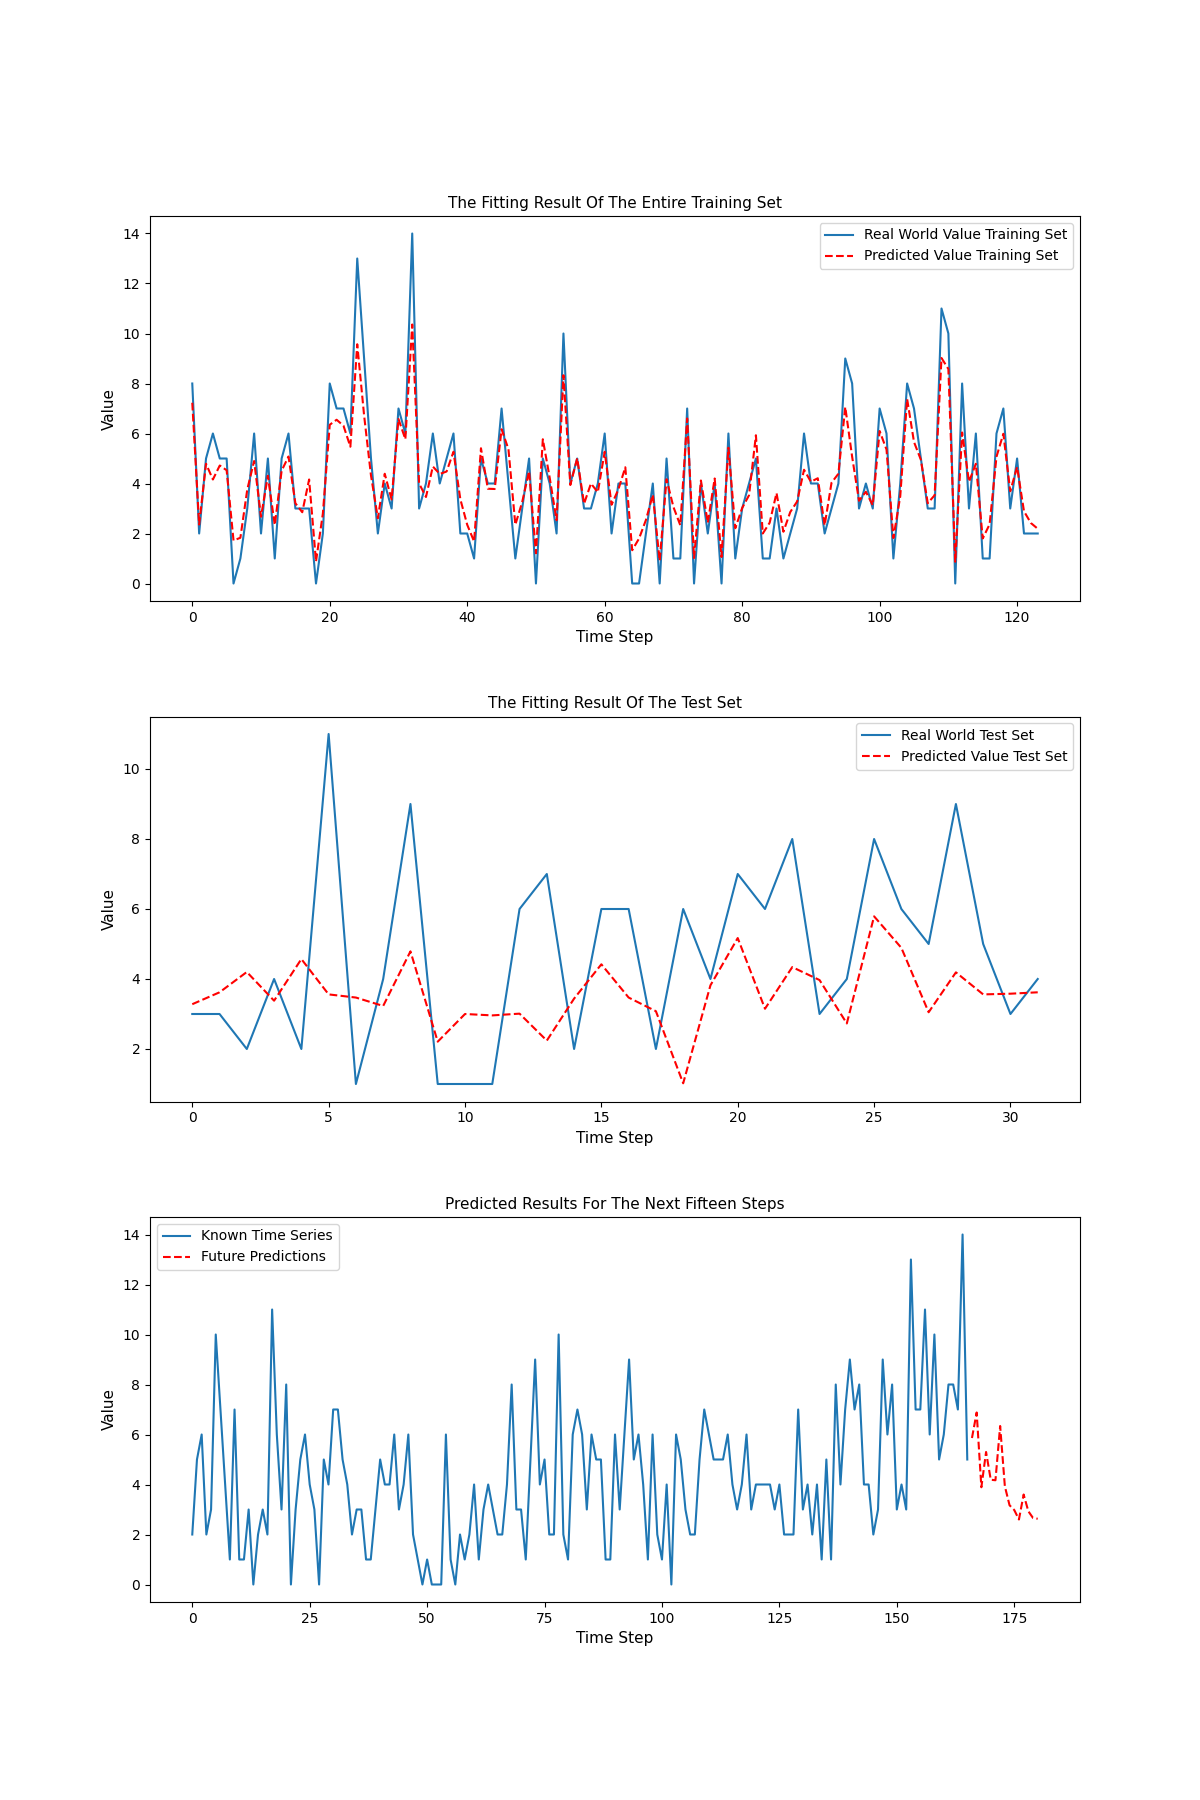 The Fitting Result Of The Entire Training Set
Real World Value Training Set
Predicted Value Training Set
Value
14
12
10
8
6
4
2
0
0 20 40 60 80 100 120
Time Step
The Fitting Result Of The Test Set
Real World Test Set
Predicted Value Test Set
Value
10
8
6
4
2
0 5 10 15 20 25 30
Time Step
Predicted Results For The Next Fifteen Steps
Known Time Series
Future Predictions
Value
14
12
10
8
6
4
2
0
0 25 50 75 100 125 150 175
Time Step